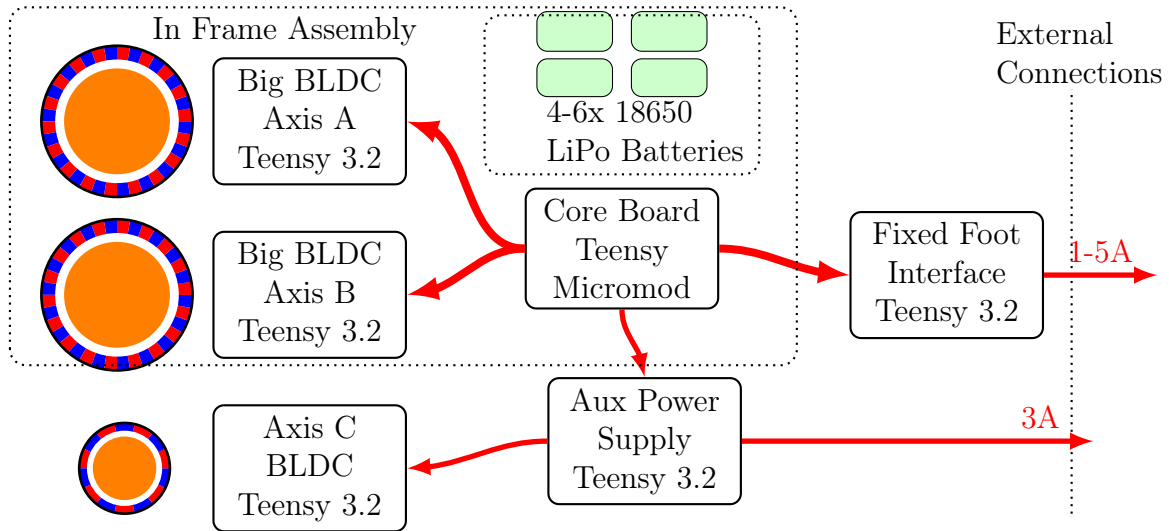 In Frame Assembly
Big BLDC
Axis A
Teensy 3.2
4-6x 18650
LiPo Batteries
External
Connections
Big BLDC
Axis B
Teensy 3.2
Core Board
Teensy
Micromod
Fixed Foot
Interface
Teensy 3.2
1-5A
Axis C
BLDC
Teensy 3.2
Aux Power
Supply
Teensy 3.2
3A